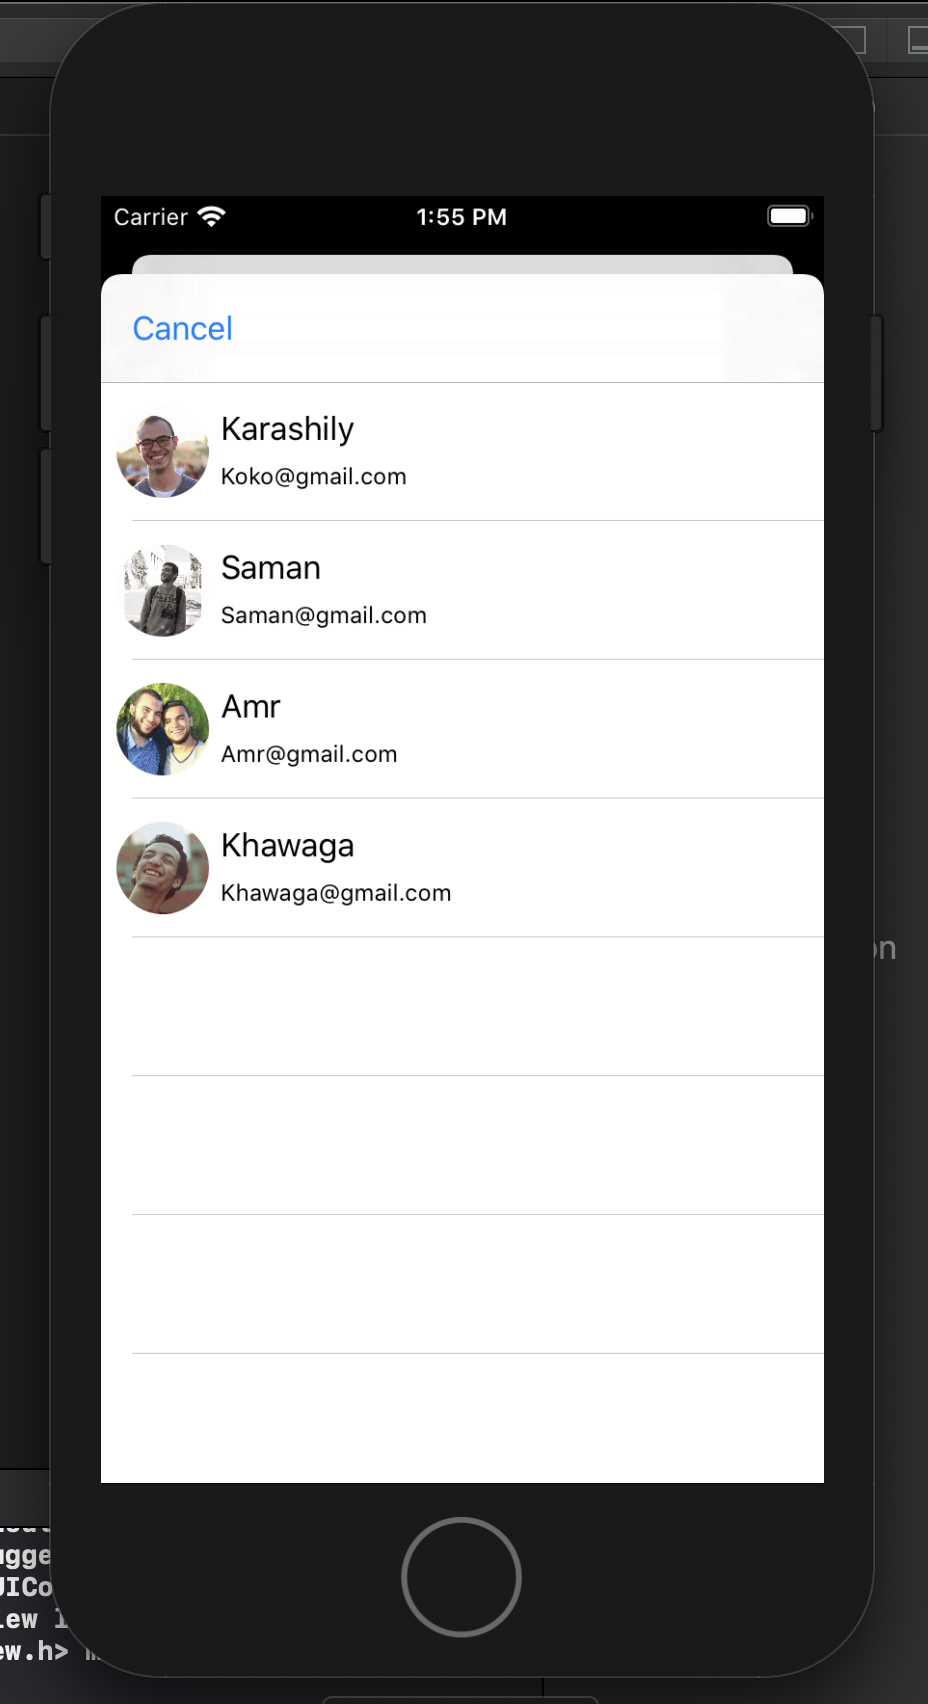 Carrier 1:55 PM
Cancel
Karashily
Koko@gmail.com
Saman
Saman@gmail.com
Amr
Amr@gmail.com
Khawaga
Khawaga@gmail.com
on
ugge
UICo
iew
ew.h>